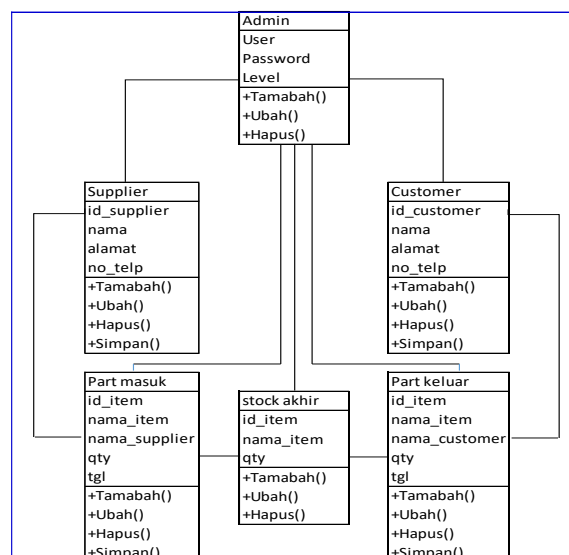 Admin
User
Password
Level
+Tamabah()
+Ubah()
+Hapus()
Supplier
id_supplier
nama
alamat
no_telp
+Tamabah()
+Ubah()
+Hapus()
+Simpan()
Customer
id_customer
nama
alamat
no_telp
+Tamabah()
+Ubah()
+Hapus()
+Simpan()
Part masuk
id_item
nama_item
nama_supplier
qty
tgl
+Tamabah()
+Ubah()
+Hapus()
+Simpan()
stock akhir
id_item
nama_item
qty
+Tamabah()
+Ubah()
+Hapus()
Part keluar
id_item
nama_item
nama_customer
qty
tgl
+Tamabah()
+Ubah()
+Hapus()
+Simpan()